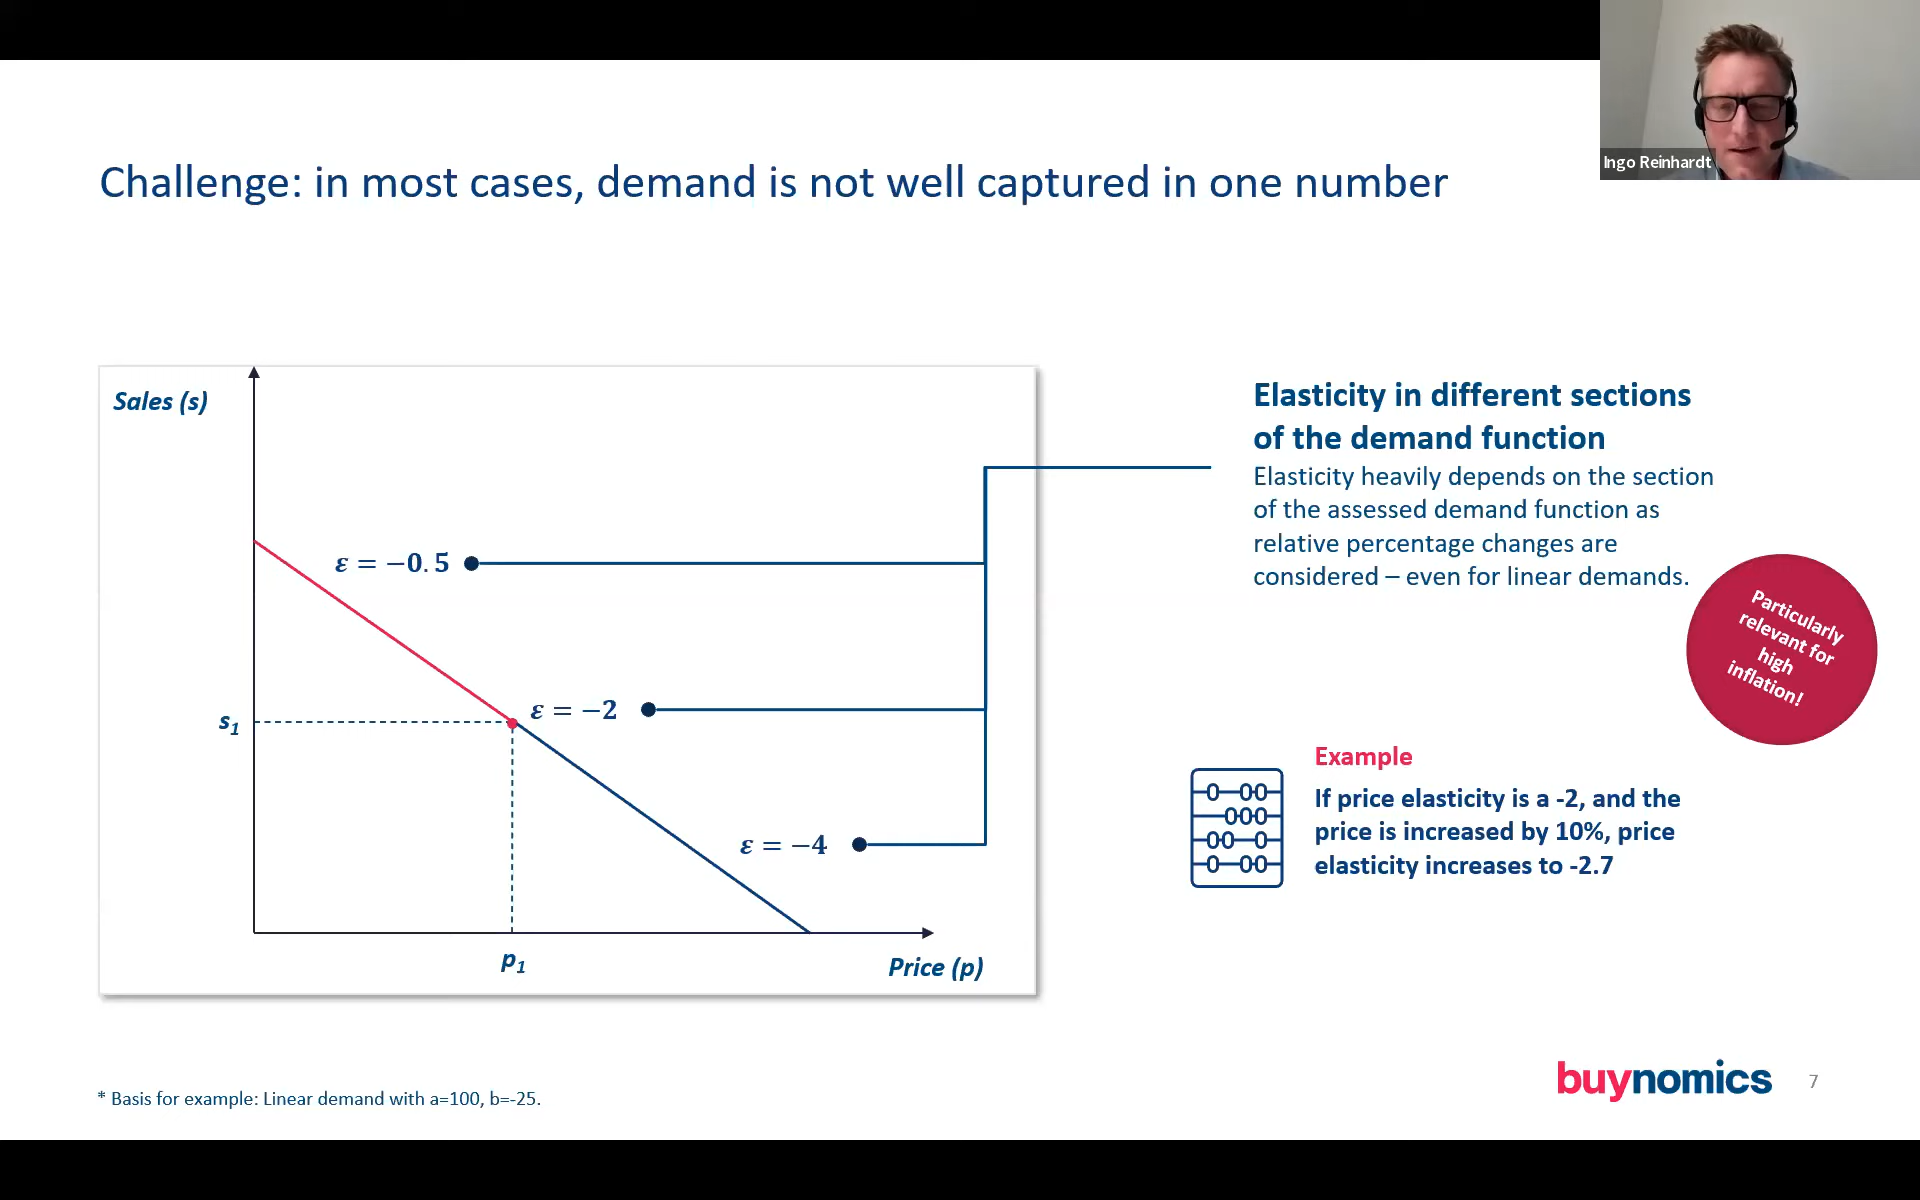 Ingo Reinhardt
Challenge: in most cases, demand is not well captured in one number
Sales (s)
ε = −0.5
s₁
ε = −2
ε = −4
p₁
Price (p)
Elasticity in different sections
of the demand function
Elasticity heavily depends on the section
of the assessed demand function as
relative percentage changes are
considered – even for linear demands.
Particularly
relevant for
high
inflation!
Example
If price elasticity is a -2, and the
price is increased by 10%, price
elasticity increases to -2.7
* Basis for example: Linear demand with a=100, b=-25.
buynomics
7